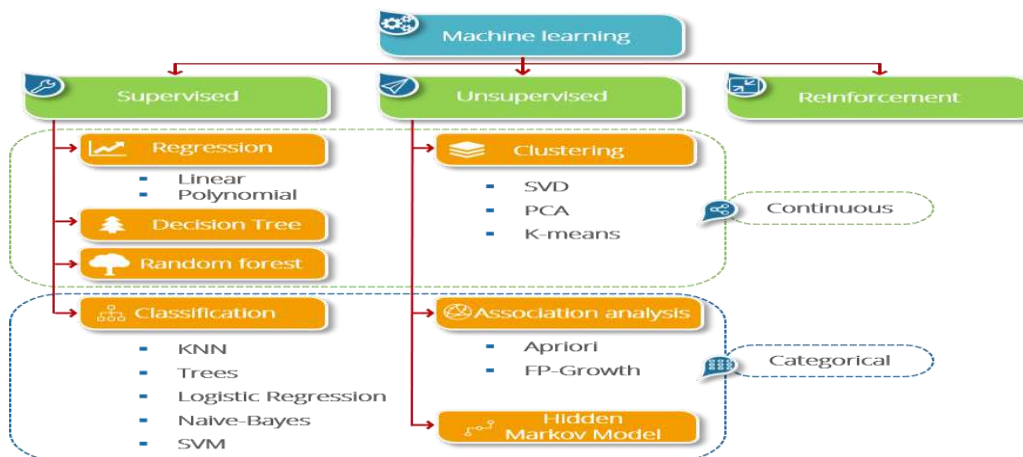 Machine learning
Supervised
Unsupervised
Reinforcement
Regression
Linear
Polynomial
Decision Tree
Random forest
Clustering
SVD
PCA
K-means
Continuous
Classification
KNN
Trees
Logistic Regression
Naive-Bayes
SVM
Association analysis
Apriori
FP-Growth
Hidden
Markov Model
Categorical